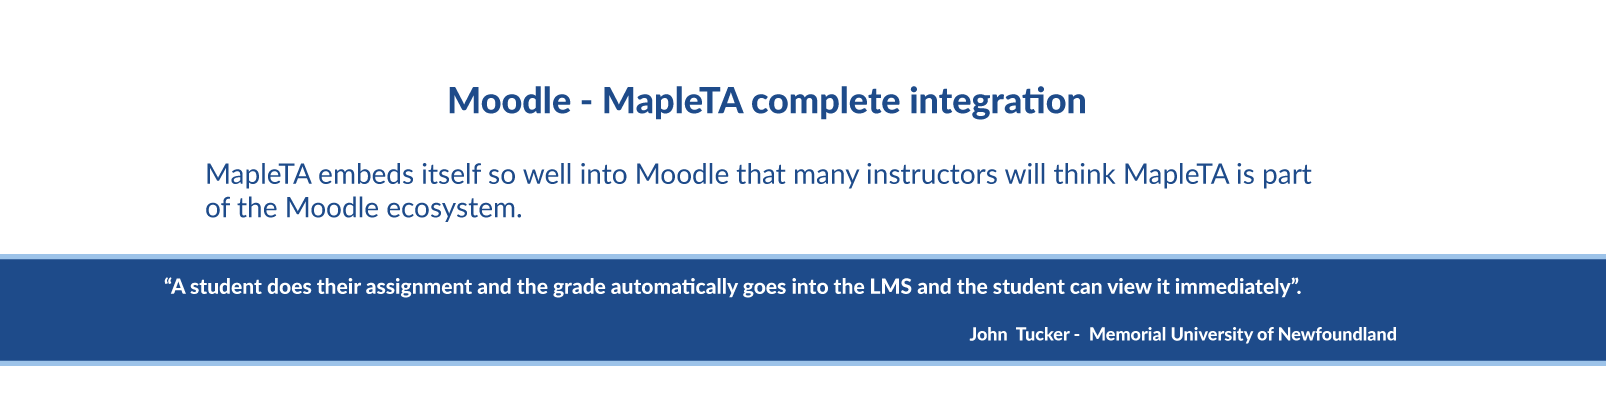 Moodle - MapleTA complete integration
MapleTA embeds itself so well into Moodle that many instructors will think MapleTA is part
of the Moodle ecosystem.
“A student does their assignment and the grade automatically goes into the LMS and the student can view it immediately”.
John  Tucker -  Memorial University of Newfoundland